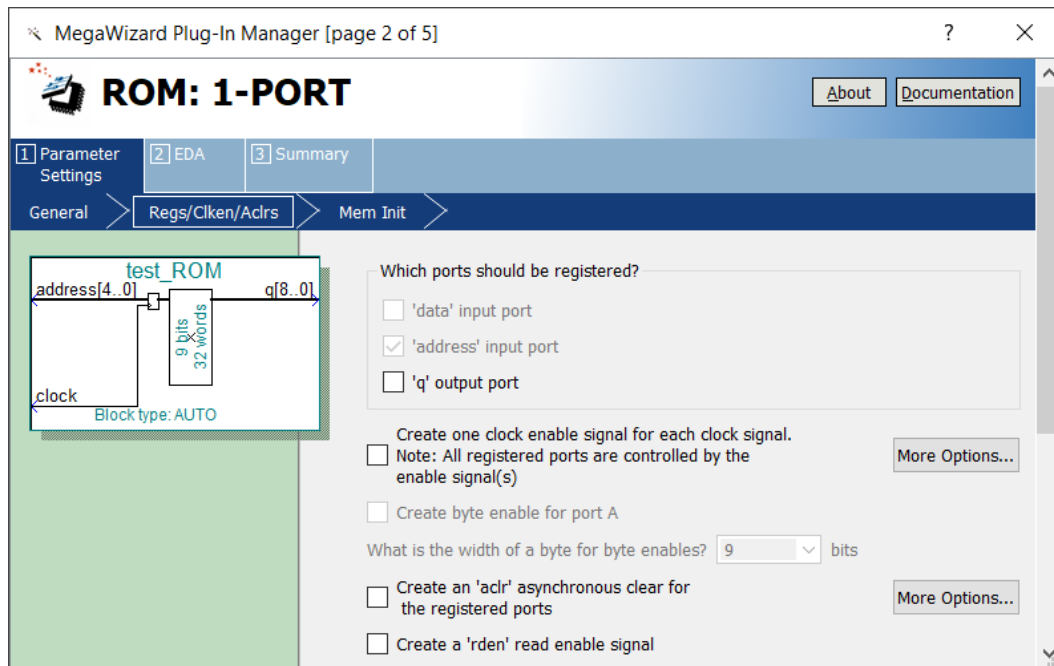 MegaWizard Plug-In Manager [page 2 of 5]
?
ROM: 1-PORT
About
Documentation
1 Parameter
Settings
2 EDA
3 Summary
General
Regs/Clken/Aclrs
Mem Init
test_ROM
address[4..0]
q[8..0]
9 bits
32 words
clock
Block type: AUTO
Which ports should be registered?
'data' input port
'address' input port
'q' output port
Create one clock enable signal for each clock signal.
Note: All registered ports are controlled by the
enable signal(s)
More Options...
Create byte enable for port A
What is the width of a byte for byte enables? 9 bits
Create an 'aclr' asynchronous clear for
the registered ports
More Options...
Create a 'rden' read enable signal